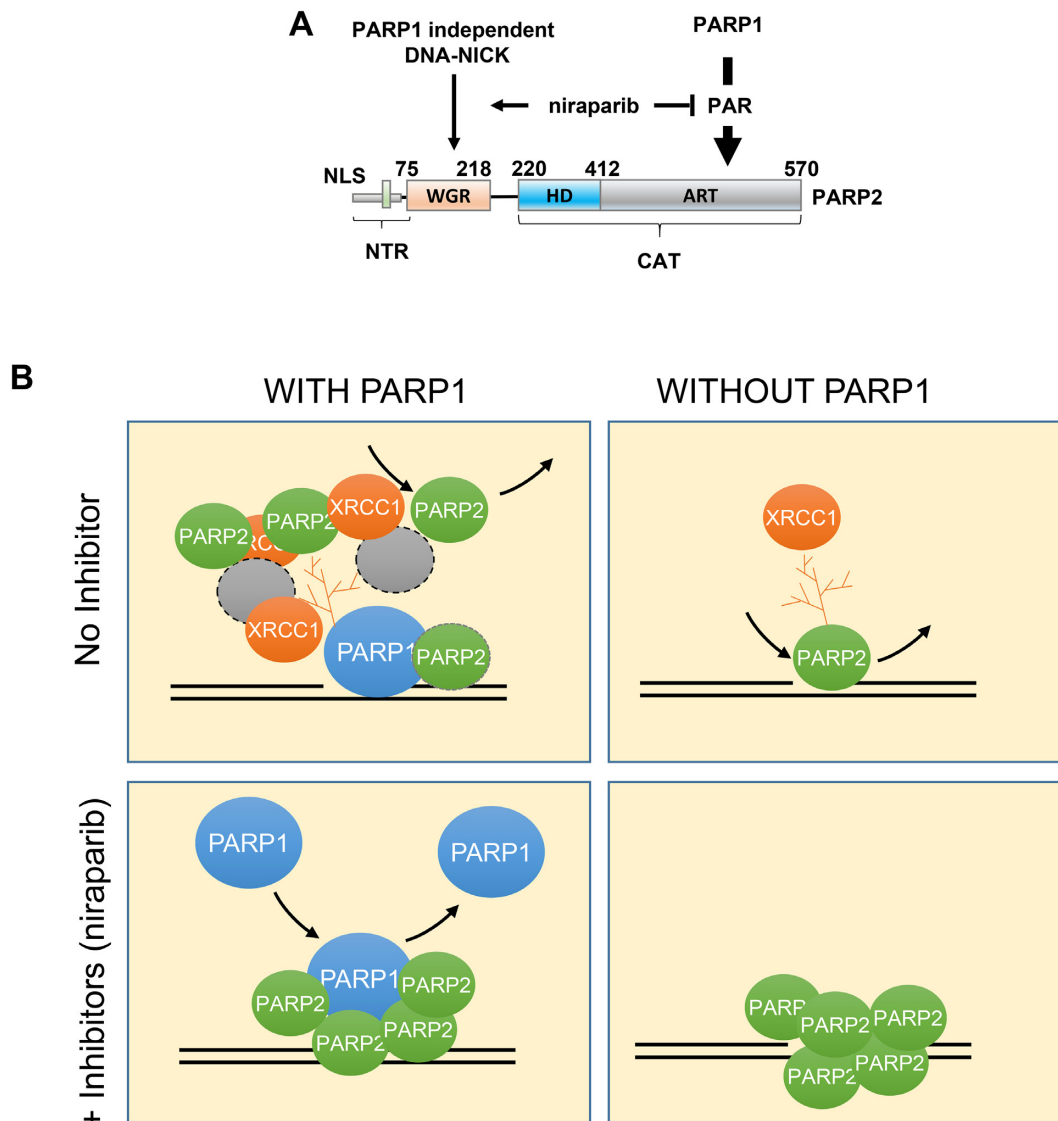 A
PARP1 independent
DNA-NICK
PARP1
niraparib
PAR
NLS
75
218
220
412
570
WGR
HD
ART
PARP2
NTR
CAT
B
WITH PARP1
WITHOUT PARP1
No Inhibitor
XRCC1
PARP2
PARP2
PARP2
XRCC1
PARP1
PARP2
XRCC1
PARP2
+ Inhibitors (niraparib)
PARP1
PARP1
PARP1
PARP2
PARP2
PARP2
PARP2
PARP
PARP2
PARP2
PARP2
PARP2